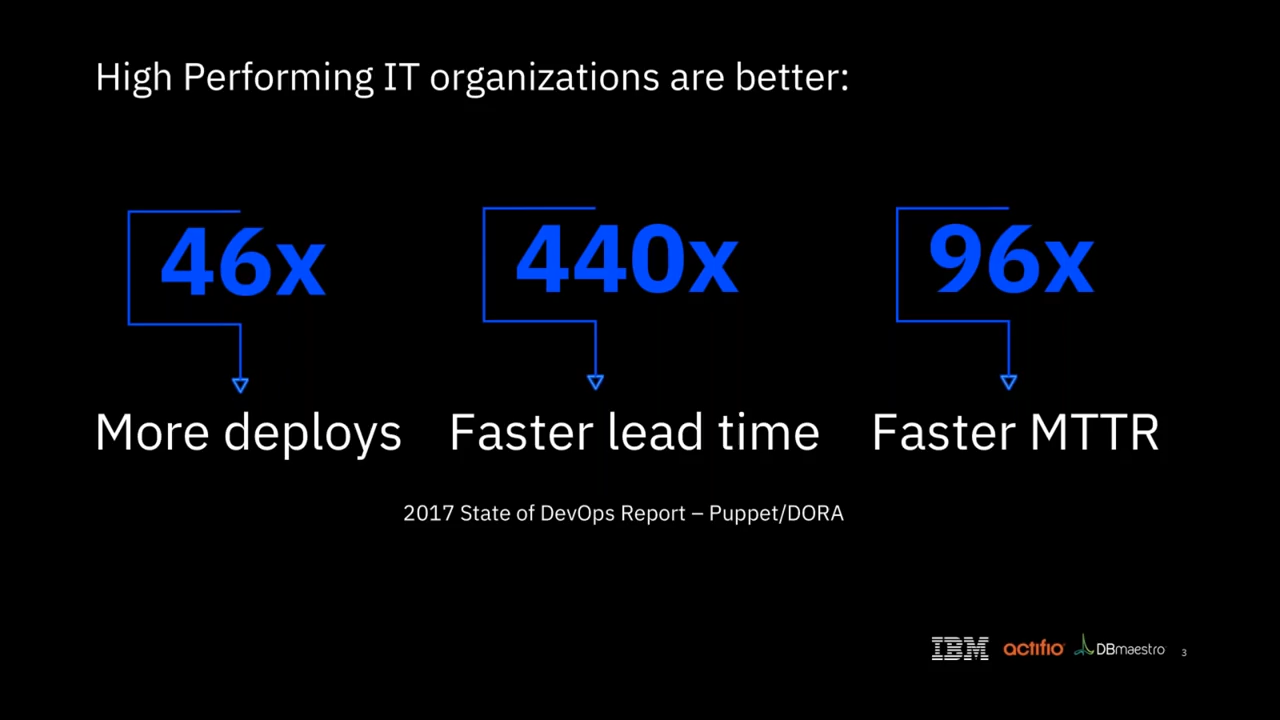 High Performing IT organizations are better:
46x
440x
96x
More deploys
Faster lead time
Faster MTTR
2017 State of DevOps Report – Puppet/DORA
IBM actifio DBmaestro 3